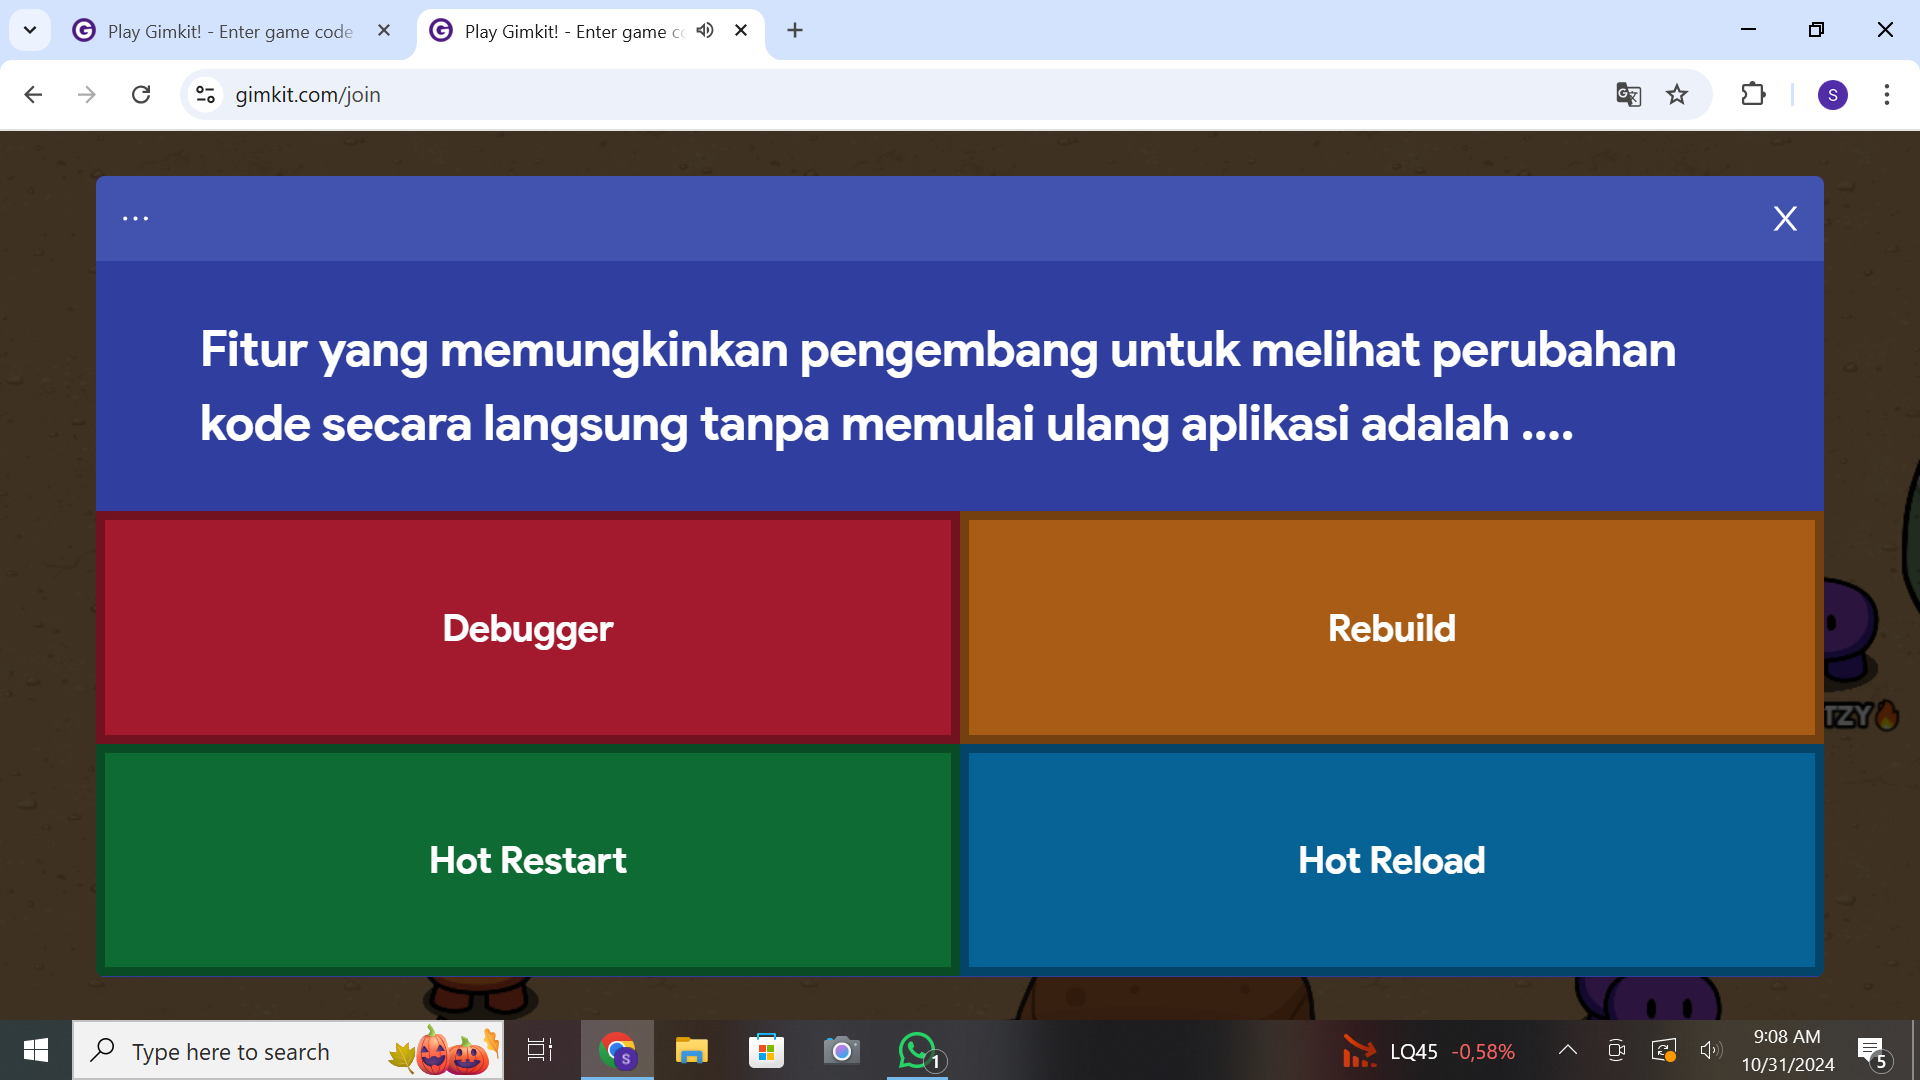 Play Gimkit! - Enter game code
Play Gimkit! - Enter game co
gimkit.com/join
S
...
X
Fitur yang memungkinkan pengembang untuk melihat perubahan
kode secara langsung tanpa memulai ulang aplikasi adalah ....
Debugger
Rebuild
TZY🔥
Hot Restart
Hot Reload
Type here to search
S
1
LQ45 -0,58%
9:08 AM
10/31/2024
5